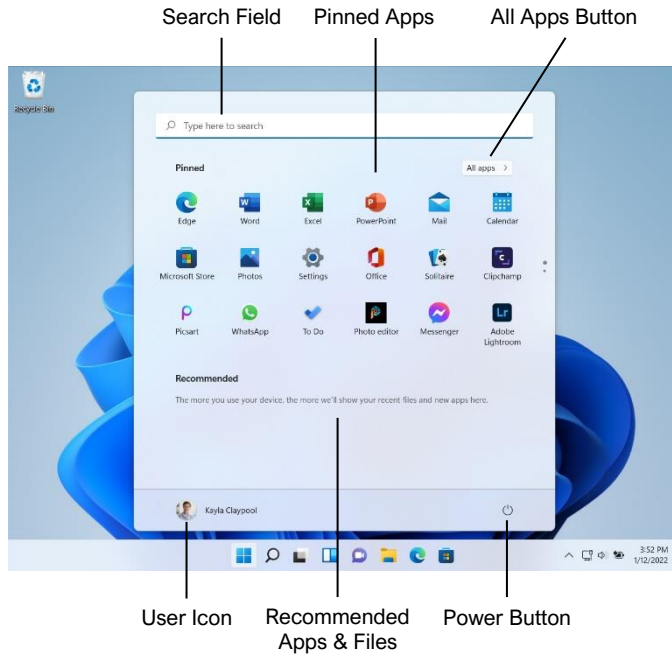 Search Field Pinned Apps All Apps Button
Recycle Bin
Type here to search
Pinned All apps >
Edge Word Excel PowerPoint Mail Calendar
Microsoft Store Photos Settings Office Solitaire Clipchamp
Picsart WhatsApp To Do Photo editor Messenger Adobe
Lightroom
Recommended
The more you use your device, the more we'll show your recent files and new apps here.
Kayla Claypool
3:52 PM
1/12/2022
User Icon Recommended Power Button
Apps & Files